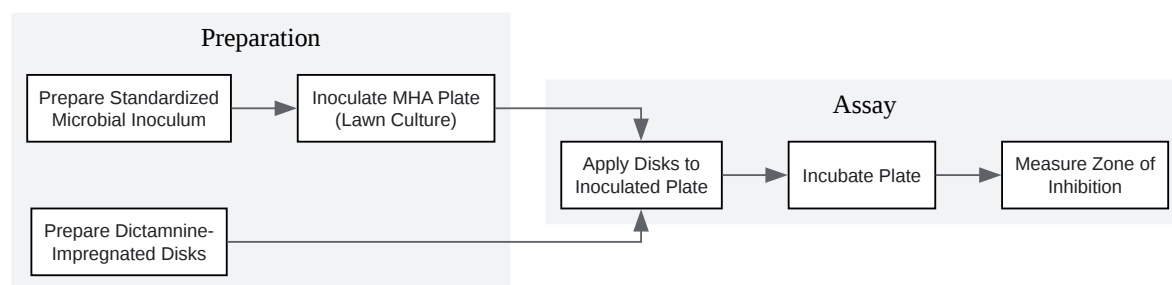 Preparation
Prepare Standardized
Microbial Inoculum
Inoculate MHA Plate
(Lawn Culture)
Prepare Dictamnine-
Impregnated Disks
Assay
Apply Disks to
Inoculated Plate
Incubate Plate
Measure Zone of
Inhibition